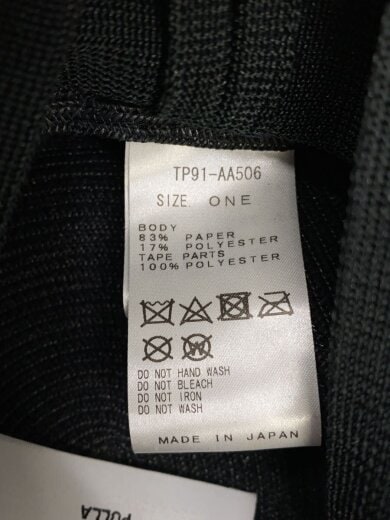 TP91-AA506
SIZE ONE
BODY
83% PAPER
17% POLYESTER
TAPE PARTS
100% POLYESTER
W
DO NOT HAND WASH
DO NOT BLEACH
DO NOT IRON
DO NOT DRY
MADE IN JAPAN